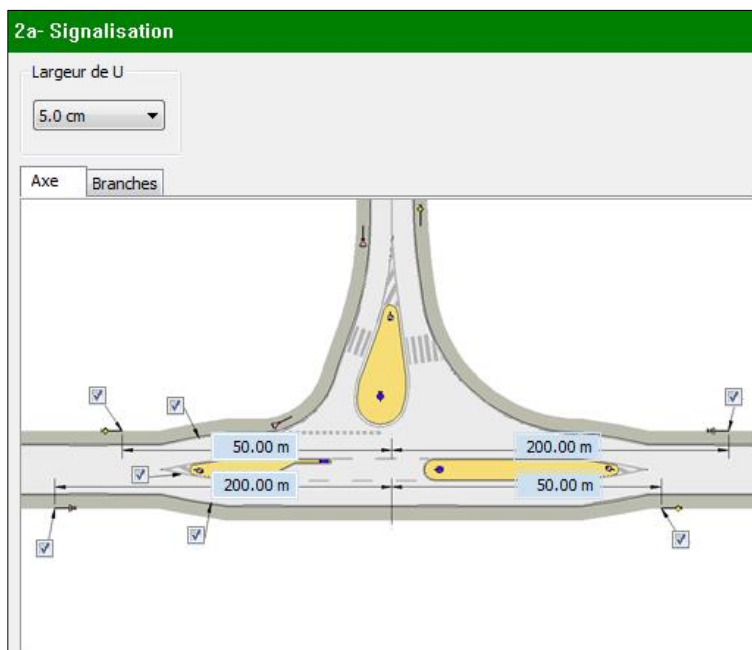 2a- Signalisation
Largeur de U
5.0 cm
Axe Branches
50.00 m 200.00 m
200.00 m 50.00 m